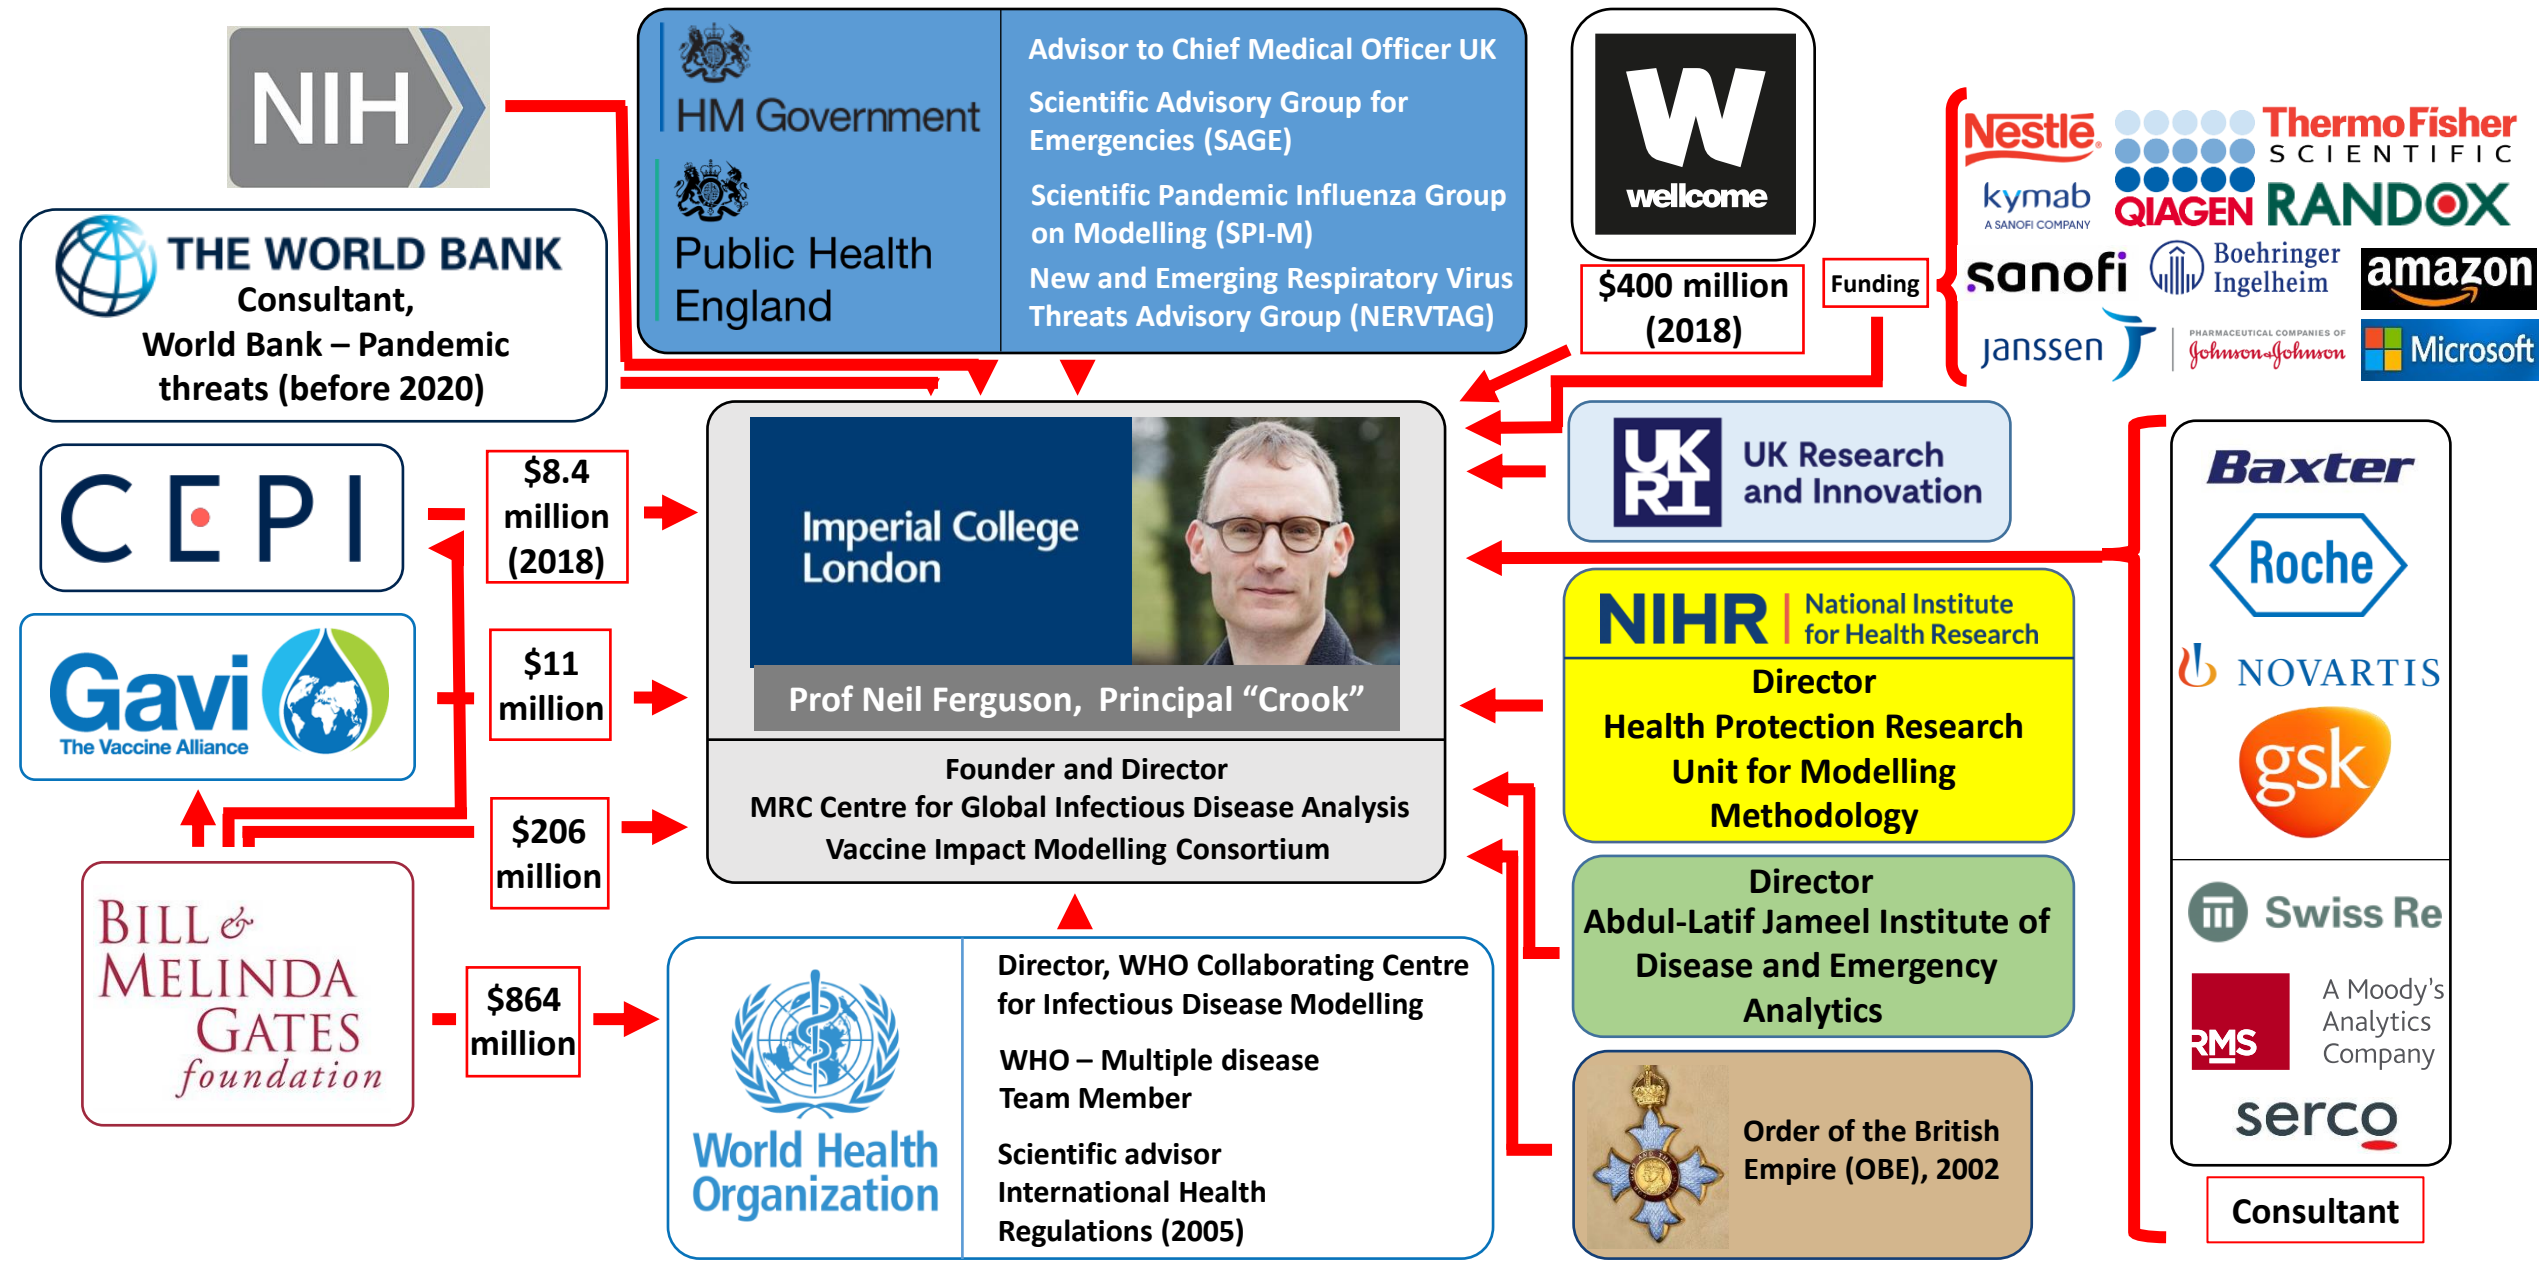 NIH
HM Government
Public Health
England
Advisor to Chief Medical Officer UK
Scientific Advisory Group for
Emergencies (SAGE)
Scientific Pandemic Influenza Group
on Modelling (SPI-M)
New and Emerging Respiratory Virus
Threats Advisory Group (NERVTAG)
W
wellcome
$400 million
(2018)
Funding
Nestlé
ThermoFisher
SCIENTIFIC
kymab
A SANOFI COMPANY
QIAGEN
RANDOX
sanofi
Boehringer
Ingelheim
amazon
janssen
PHARMACEUTICAL COMPANIES OF
Johnson & Johnson
Microsoft
THE WORLD BANK
Consultant,
World Bank – Pandemic
threats (before 2020)
CEPI
$8.4
million
(2018)
Gavi
The Vaccine Alliance
$11
million
$206
million
BILL &
MELINDA
GATES
foundation
$864
million
Imperial College
London
Prof Neil Ferguson, Principal “Crook”
Founder and Director
MRC Centre for Global Infectious Disease Analysis
Vaccine Impact Modelling Consortium
World Health
Organization
Director, WHO Collaborating Centre
for Infectious Disease Modelling
WHO – Multiple disease
Team Member
Scientific advisor
International Health
Regulations (2005)
UK
RI
UK Research
and Innovation
NIHR
National Institute
for Health Research
Director
Health Protection Research
Unit for Modelling
Methodology
Director
Abdul-Latif Jameel Institute of
Disease and Emergency
Analytics
Order of the British
Empire (OBE), 2002
Baxter
Roche
NOVARTIS
gsk
Swiss Re
RMS
A Moody's
Analytics
Company
serco
Consultant